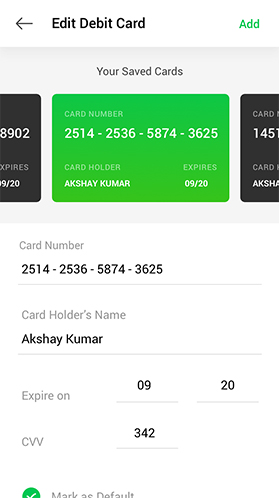 Edit Debit Card
Add
Your Saved Cards
8902
EXPIRES
09/20
CARD NUMBER
2514 - 2536 - 5874 - 3625
CARD HOLDER
EXPIRES
AKSHAY KUMAR
09/20
CARD N
1451
CARD H
AKSHA
Card Number
2514 - 2536 - 5874 - 3625
Card Holder's Name
Akshay Kumar
Expire on
09
20
CVV
342
Mark as Default